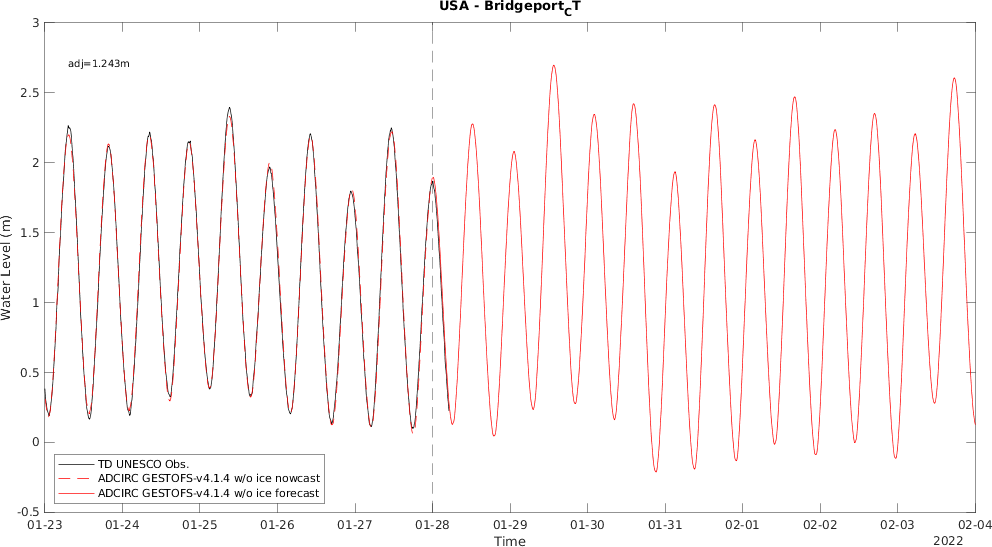 USA - Bridgeport_CT
adj=1.243m
3
2.5
2
1.5
1
0.5
0
-0.5
Water Level (m)
TD UNESCO Obs.
ADCIRC GESTOFS-v4.1.4 w/o ice nowcast
ADCIRC GESTOFS-v4.1.4 w/o ice forecast
01-23 01-24 01-25 01-26 01-27 01-28 01-29 01-30 01-31 02-01 02-02 02-03 02-04
Time
2022